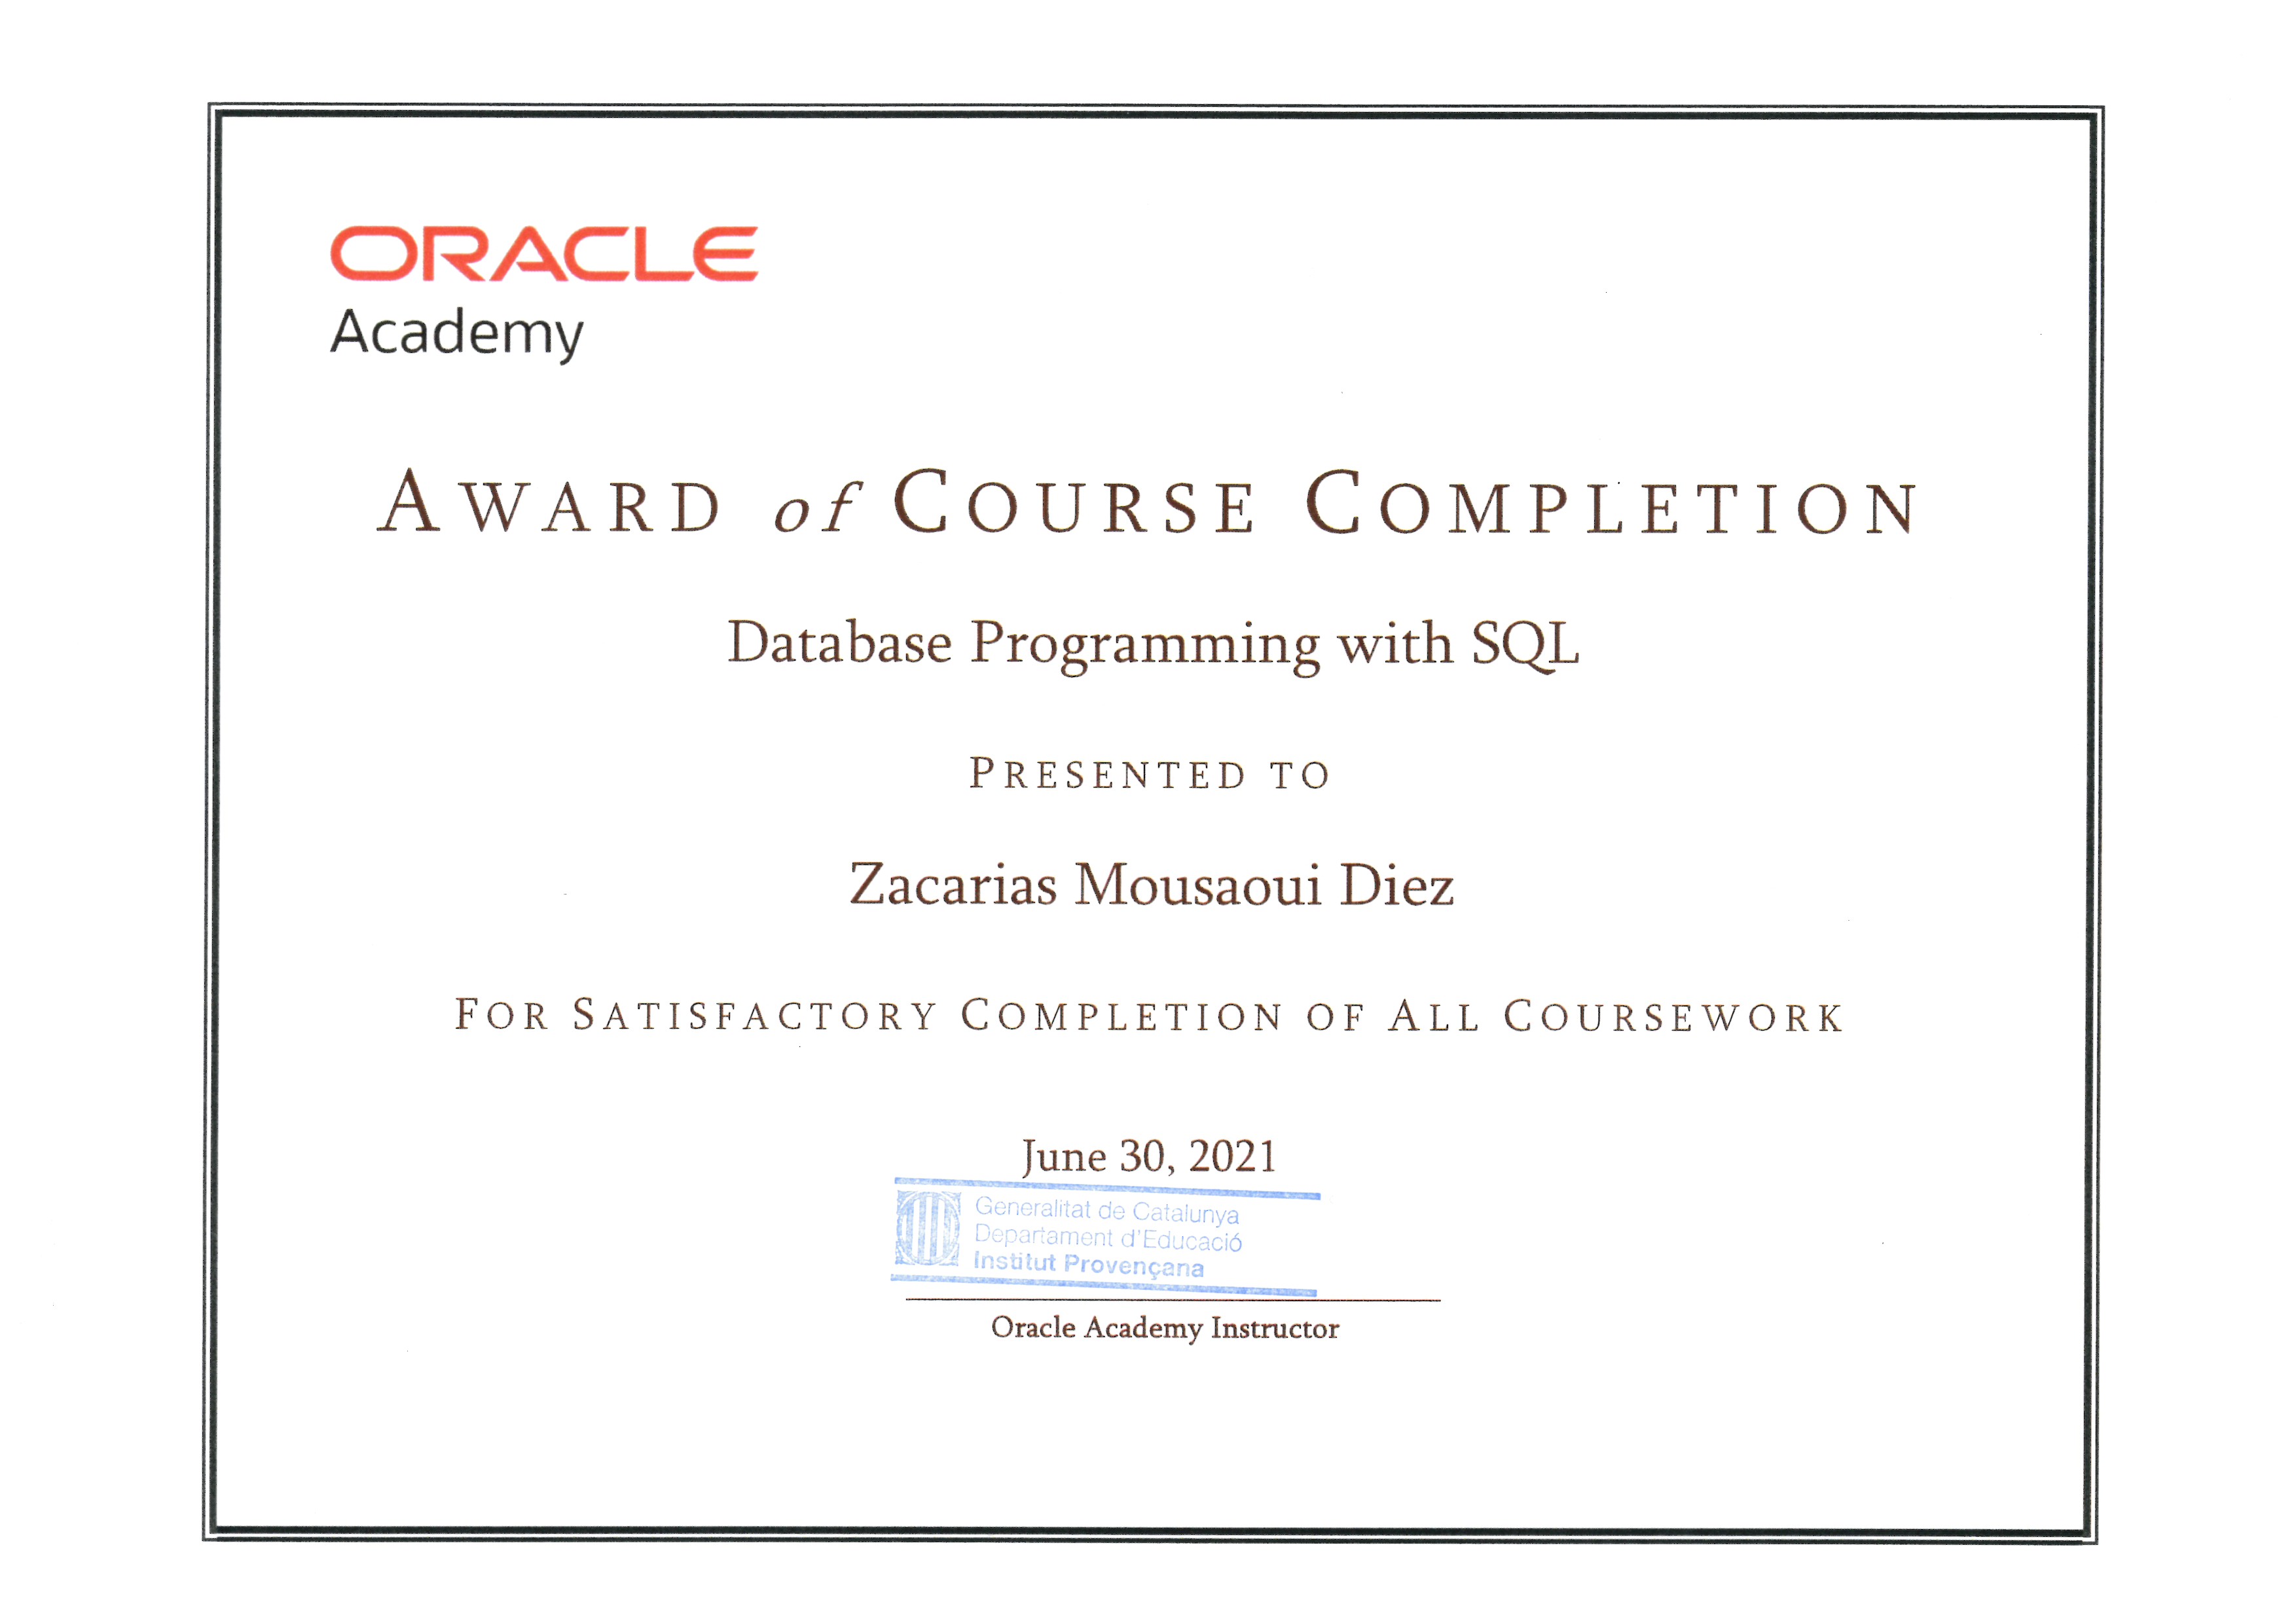 ORACLE
Academy
AWARD of COURSE COMPLETION
Database Programming with SQL
PRESENTED TO
Zacarias Mousaoui Diez
FOR SATISFACTORY COMPLETION OF ALL COURSEWORK
June 30, 2021
Generalitat de Catalunya
Departament d'Educació
Institut Provençana
Oracle Academy Instructor